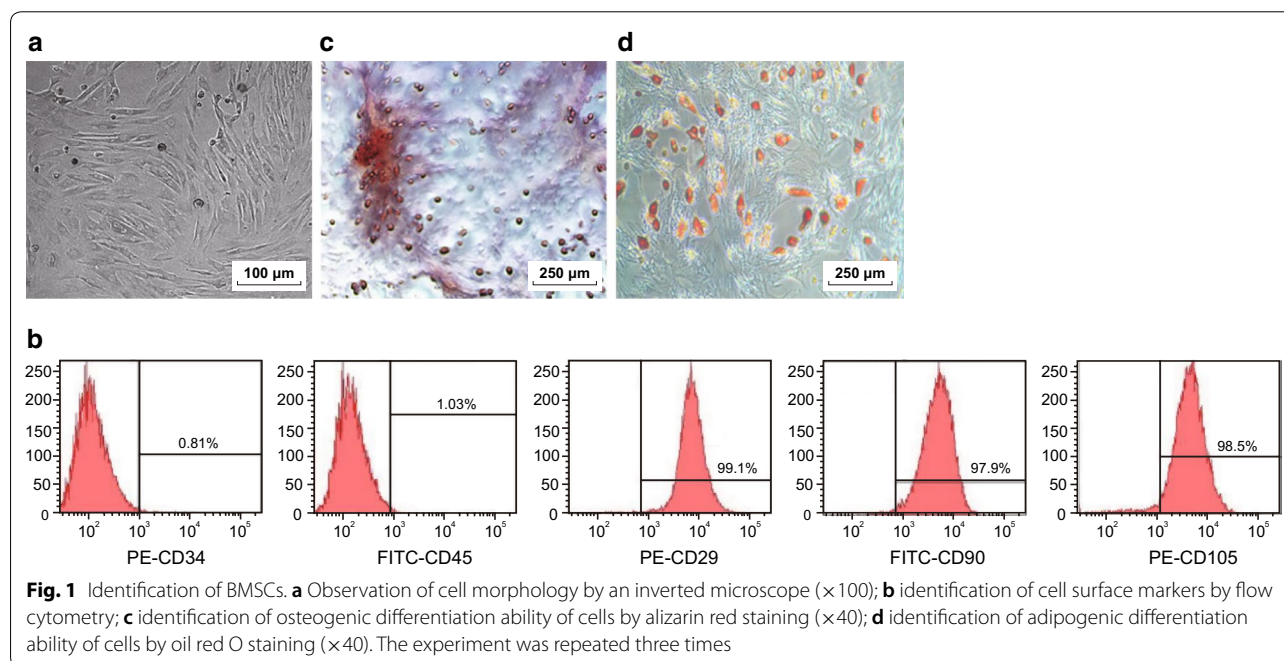 a
c
d
100 µm
250 µm
250 µm
b
250
200
150
100
50
0
0.81%
10² 10³ 10⁴ 10⁵
PE-CD34
250
200
150
100
50
0
1.03%
10² 10³ 10⁴ 10⁵
FITC-CD45
250
200
150
100
50
0
99.1%
10² 10³ 10⁴ 10⁵
PE-CD29
250
200
150
100
50
0
97.9%
10² 10³ 10⁴ 10⁵
FITC-CD90
250
200
150
100
50
0
98.5%
10² 10³ 10⁴ 10⁵
PE-CD105
Fig. 1 Identification of BMSCs. a Observation of cell morphology by an inverted microscope (×100); b identification of cell surface markers by flow
cytometry; c identification of osteogenic differentiation ability of cells by alizarin red staining (×40); d identification of adipogenic differentiation
ability of cells by oil red O staining (×40). The experiment was repeated three times